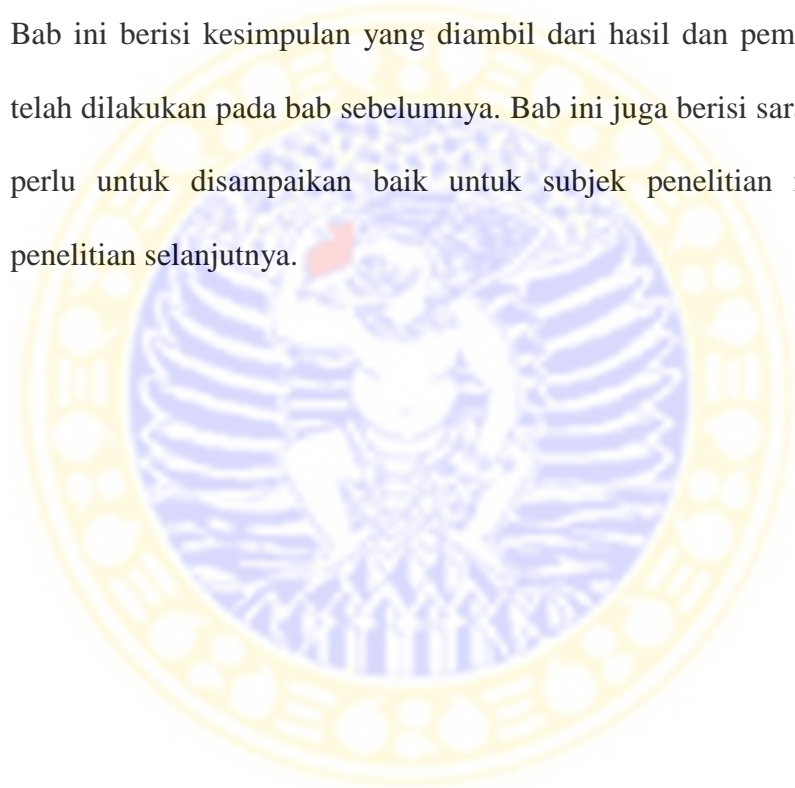 Bab ini berisi kesimpulan yang diambil dari hasil dan pem
telah dilakukan pada bab sebelumnya. Bab ini juga berisi sar
perlu untuk disampaikan baik untuk subjek penelitian
penelitian selanjutnya.